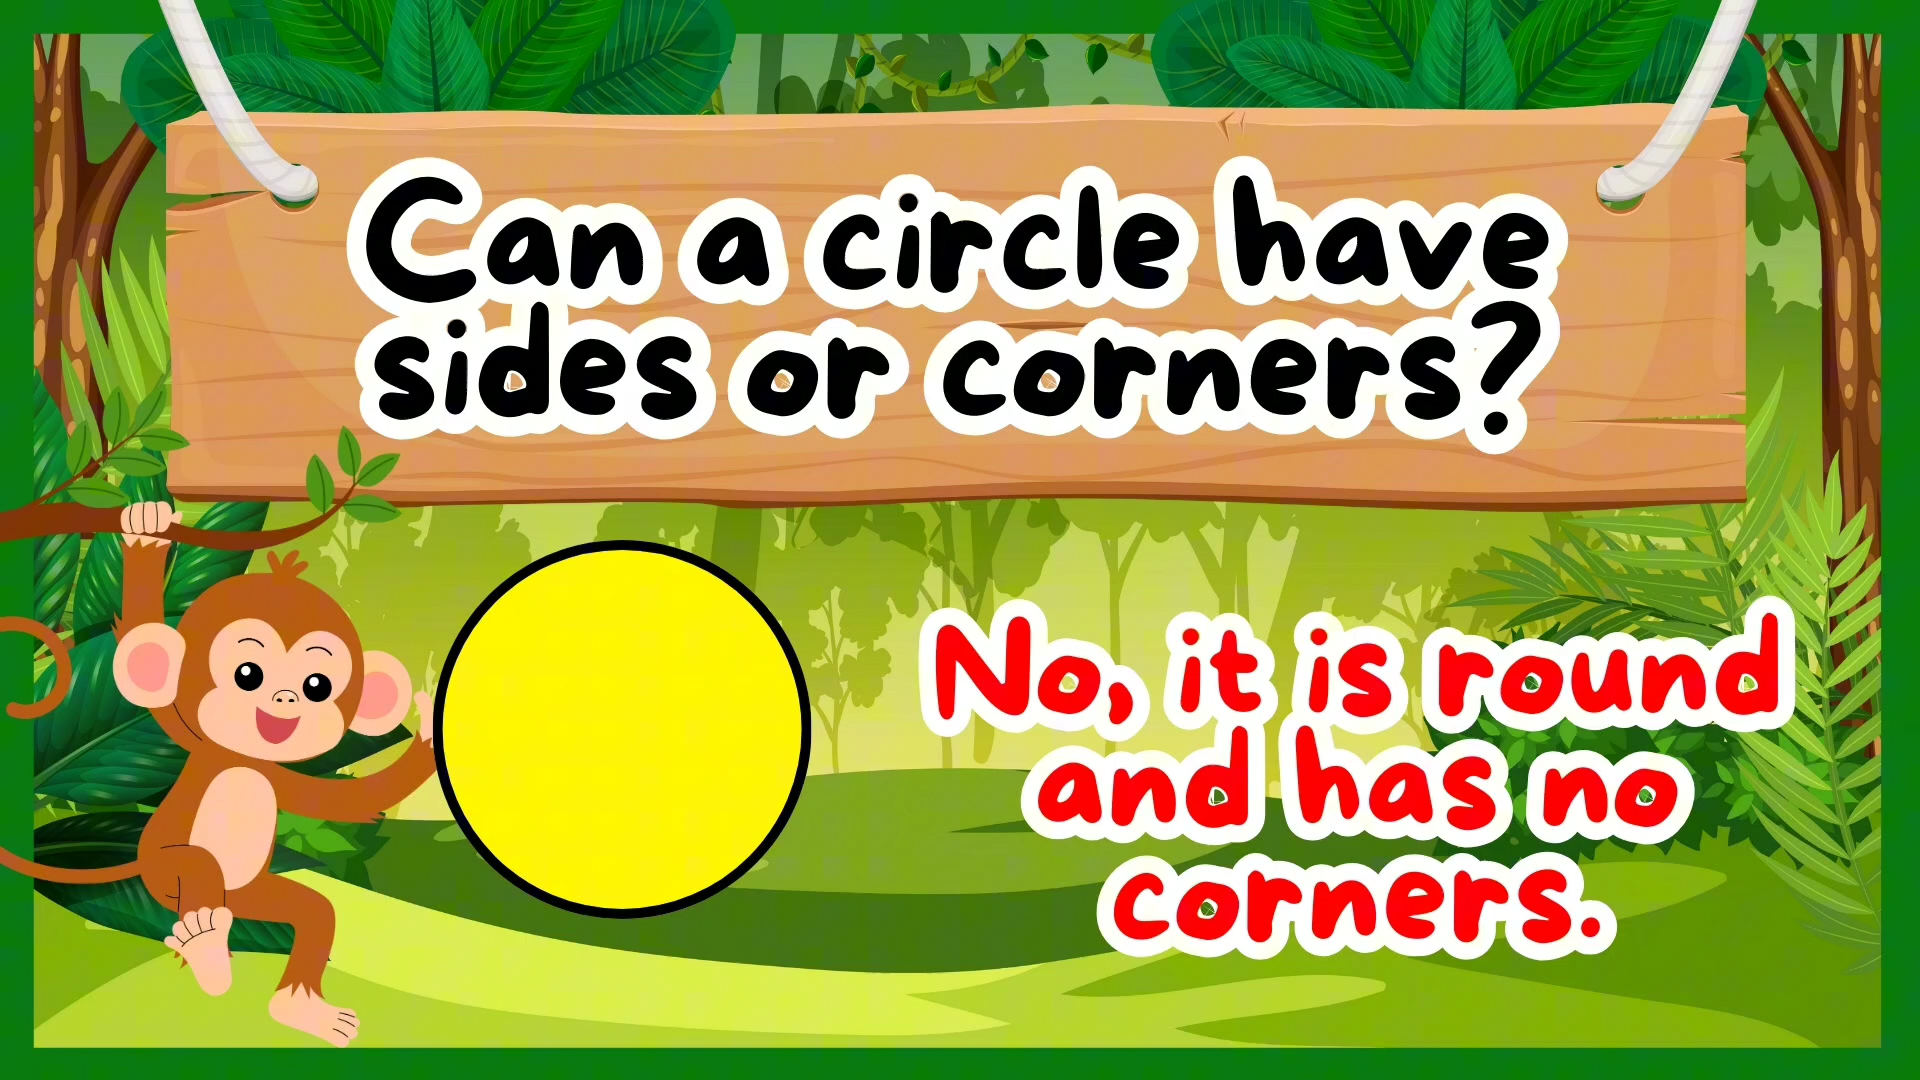 Can a circle have
sides or corners?
No, it is round
and has no
corners.